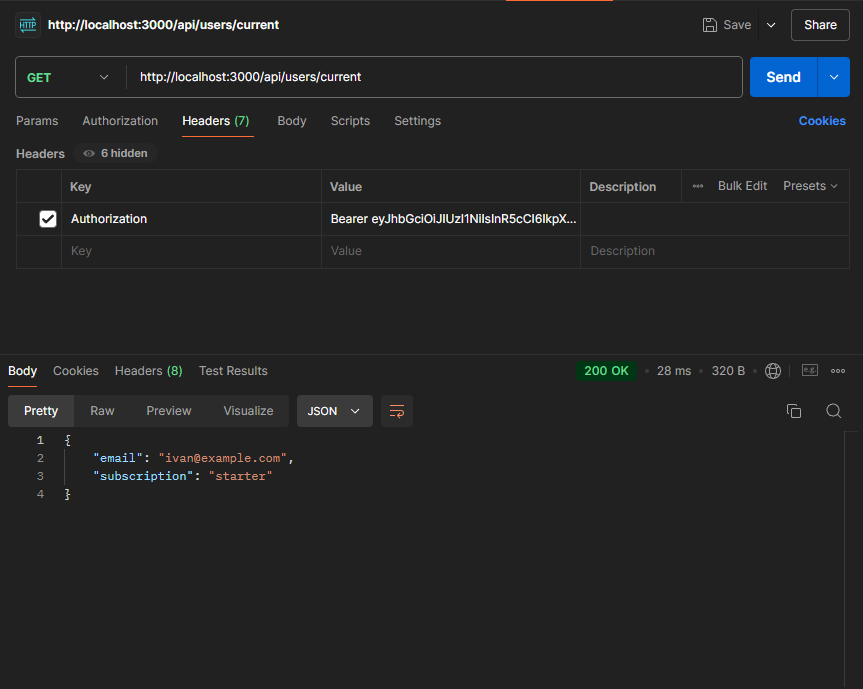 HTTP http://localhost:3000/api/users/current Save Share
GET http://localhost:3000/api/users/current Send
Params Authorization Headers (7) Body Scripts Settings Cookies
Headers 6 hidden
Key Value Description Bulk Edit Presets
Authorization Bearer eyJhbGciOiJIUzI1NiIsInR5cCI6IkpX...
Key Value Description
Body Cookies Headers (8) Test Results 200 OK 28 ms 320 B e.g.
Pretty Raw Preview Visualize JSON
1 {
2 "email": "ivan@example.com",
3 "subscription": "starter"
4 }